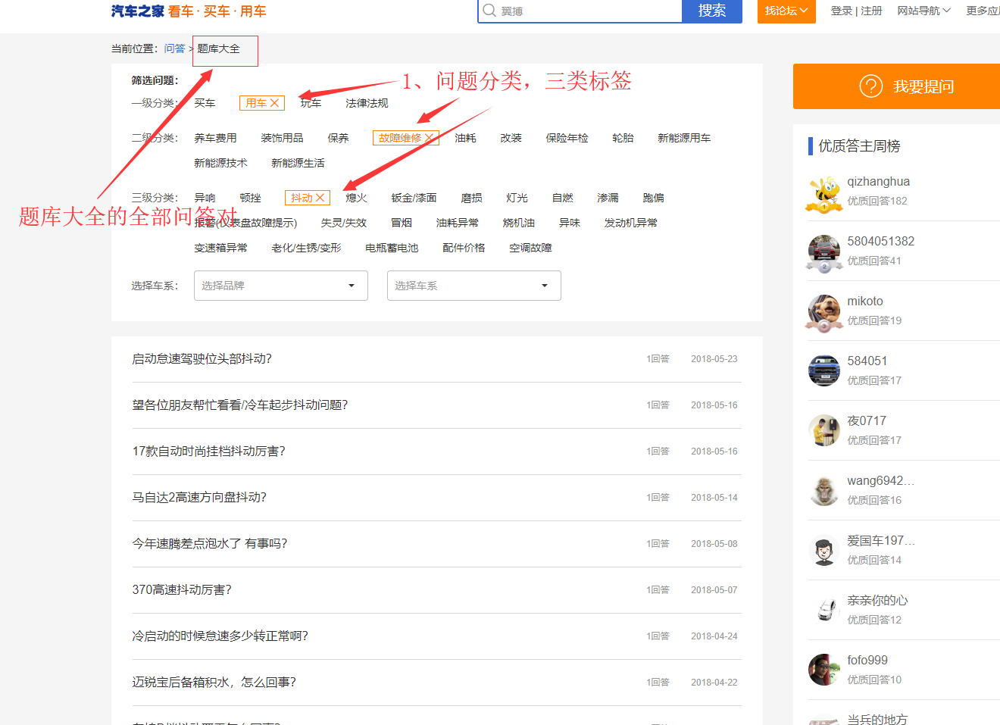 汽车之家 看车·买车·用车
翼搏 搜索 找论坛 登录 | 注册 网站导航 更多应
当前位置：问答 > 题库大全
筛选问题：
1、问题分类，三类标签
一级分类： 买车 用车 玩车 法律法规
二级分类： 养车费用 装饰用品 保养 故障维修 油耗 改装 保险年检 轮胎 新能源用车
新能源技术 新能源生活
三级分类： 异响 顿挫 抖动 熄火 钣金/漆面 磨损 灯光 自燃 渗漏 跑偏
题库大全的全部问答对
报警(仪表盘故障提示) 失灵/失效 冒烟 油耗异常 烧机油 异味 发动机异常
变速箱异常 老化/生锈/变形 电瓶蓄电池 配件价格 空调故障
选择车系： 选择品牌 选择车系
启动怠速驾驶位头部抖动？ 1回答 2018-05-23
望各位朋友帮忙看看/冷车起步抖动问题？ 1回答 2018-05-16
17款自动时尚挂档抖动厉害？ 1回答 2018-05-16
马自达2高速方向盘抖动？ 1回答 2018-05-14
今年速腾差点泡水了 有事吗？ 1回答 2018-05-08
370高速抖动厉害？ 1回答 2018-05-07
冷启动的时候怠速多少转正常啊？ 1回答 2018-04-24
迈锐宝后备箱积水，怎么回事？ 1回答 2018-04-22
我要提问
优质答主周榜
qizhanghua
优质回答182
5804051382
优质回答41
mikoto
优质回答19
584051
优质回答17
夜0717
优质回答17
wang6942...
优质回答16
爱国车197...
优质回答14
亲亲你的心
优质回答12
fofo999
优质回答10
当兵的地方